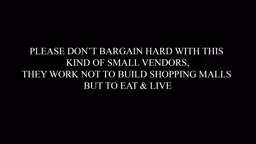 PLEASE DON'T BARGAIN HARD WITH THIS
KIND OF SMALL VENDORS,
THEY WORK NOT TO BUILD SHOPPING MALLS
BUT TO EAT & LIVE